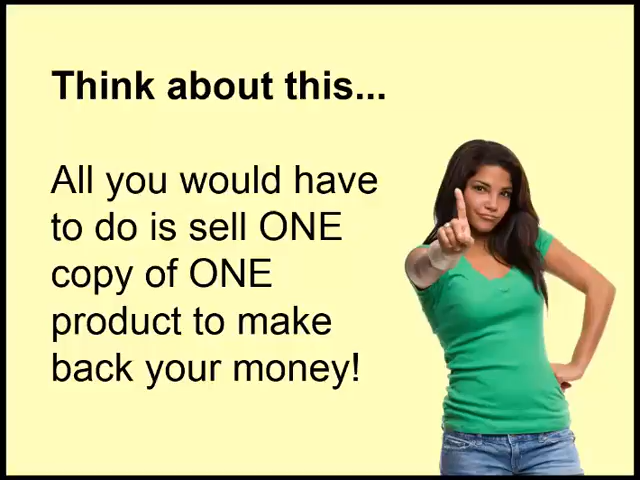 Think about this...
All you would have
to do is sell ONE
copy of ONE
product to make
back your money!